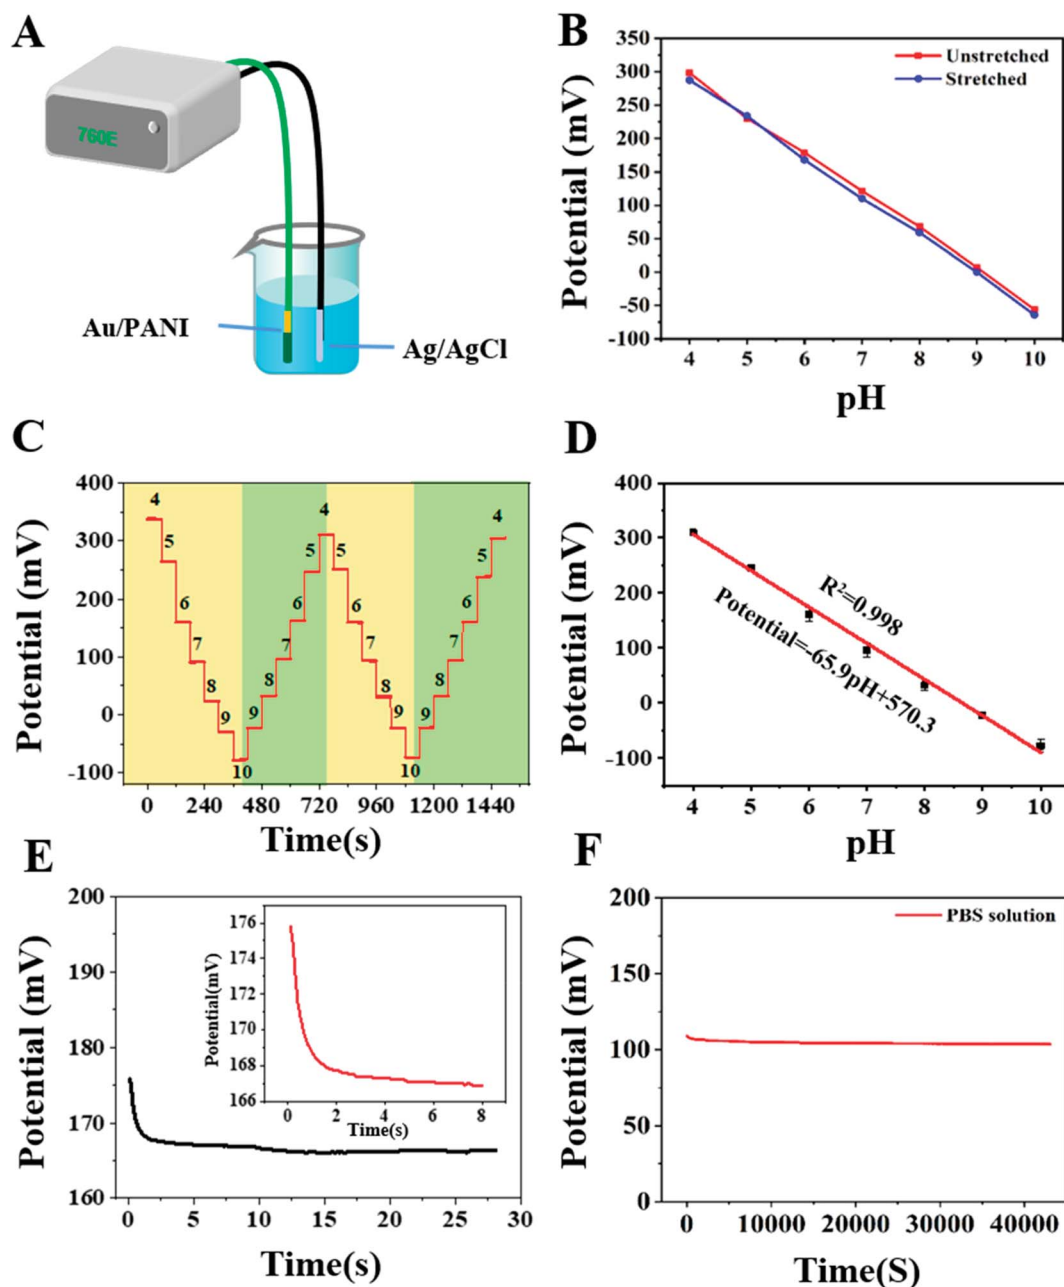 A
760E
Au/PANI
Ag/AgCl
B
Potential (mV)
350
300
250
200
150
100
50
0
-50
-100
Unstretched
Stretched
4 5 6 7 8 9 10
pH
C
Potential (mV)
400
300
200
100
0
-100
4 5 6 7 8 9 10 9 8 7 6 5 4 5 6 7 8 9 10 9 8 7 6 5 4
0 240 480 720 960 1200 1440
Time(s)
D
Potential (mV)
400
300
200
100
0
-100
R²=0.998
Potential=-65.9pH+570.3
4 5 6 7 8 9 10
pH
E
Potential (mV)
200
190
180
170
160
Potential(mV)
176
174
172
170
168
166
0 2 4 6 8
Time(s)
0 5 10 15 20 25 30
Time(s)
F
Potential (mV)
200
150
100
50
0
PBS solution
0 10000 20000 30000 40000
Time(S)